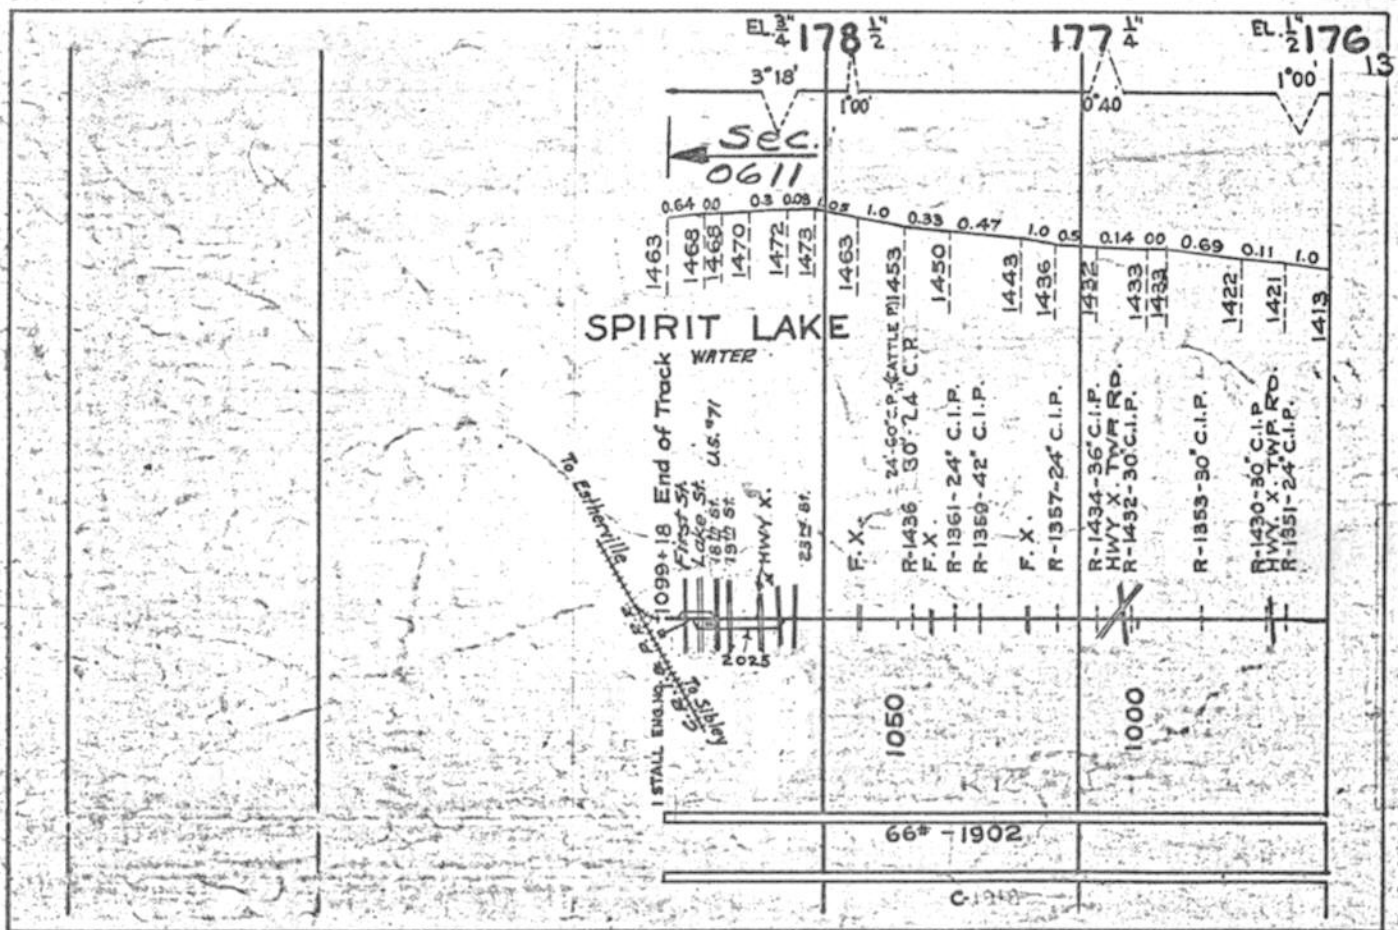 EL. 3/4" 178 1/2"
177 1/4"
EL. 1/2" 176
13
3°18'
1°00'
0°40
1°00'
Sec.
0611
0.64 0.0 0.3 0.03 1.05 1.0 0.33 0.47 1.0 0.5 0.14 0.0 0.69 0.11 1.0
1463
1468
1468
1470
1472
1473
1463
1453
1450
1443
1436
1432
1433
1433
1422
1421
1413
SPIRIT LAKE
WATER
1099+18 End of Track
First St.
Lake St.
U.S. #71
18th St.
19th St.
HWY X.
23rd St.
F. X.
24"-60' C.P. (CATTLE P.)
R-1436 30'-24" C.P.
F. X.
R-1361-24" C.I.P.
R-1359-42" C.I.P.
F. X.
R-1357-24" C.I.P.
R-1434-36" C.I.P.
HWY X. TWP. RD.
R-1432-30" C.I.P.
R-1353-30" C.I.P.
R-1430-30" C.I.P.
HWY. X. TWP. RD.
R-1351-24" C.I.P.
To Estherville
1 STALL ENG. HO.
2025
1050
1000
66# - 1902